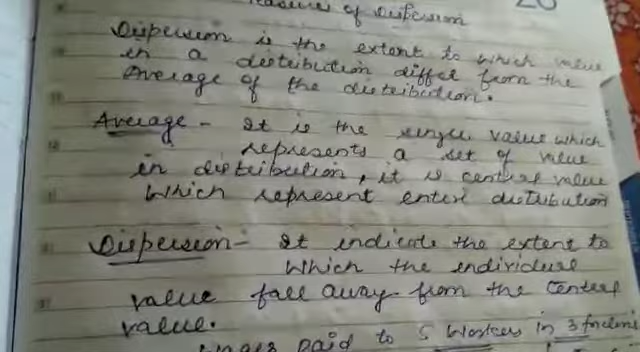 Measures of Dispersion
Dispersion is the extent to which value
in a distribution differ from the
Average of the distribution.
Average - It is the single value which
represents a set of value
in distribution, it is central value
Which represent entire distribution
Dispersion - It indicate the extent to
Which the individual
value fall away from the central
value.
wages paid to 5 workers in 3 factories